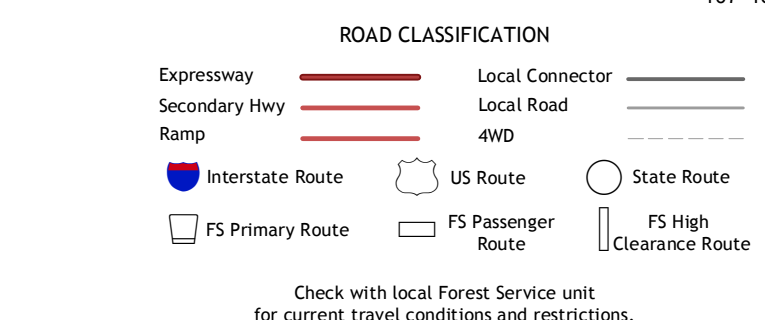 ROAD CLASSIFICATION
Expressway
Local Connector
Secondary Hwy
Local Road
Ramp
4WD
Interstate Route
US Route
State Route
FS Primary Route
FS Passenger
Route
FS High
Clearance Route
Check with local Forest Service unit
for current travel conditions and restrictions.